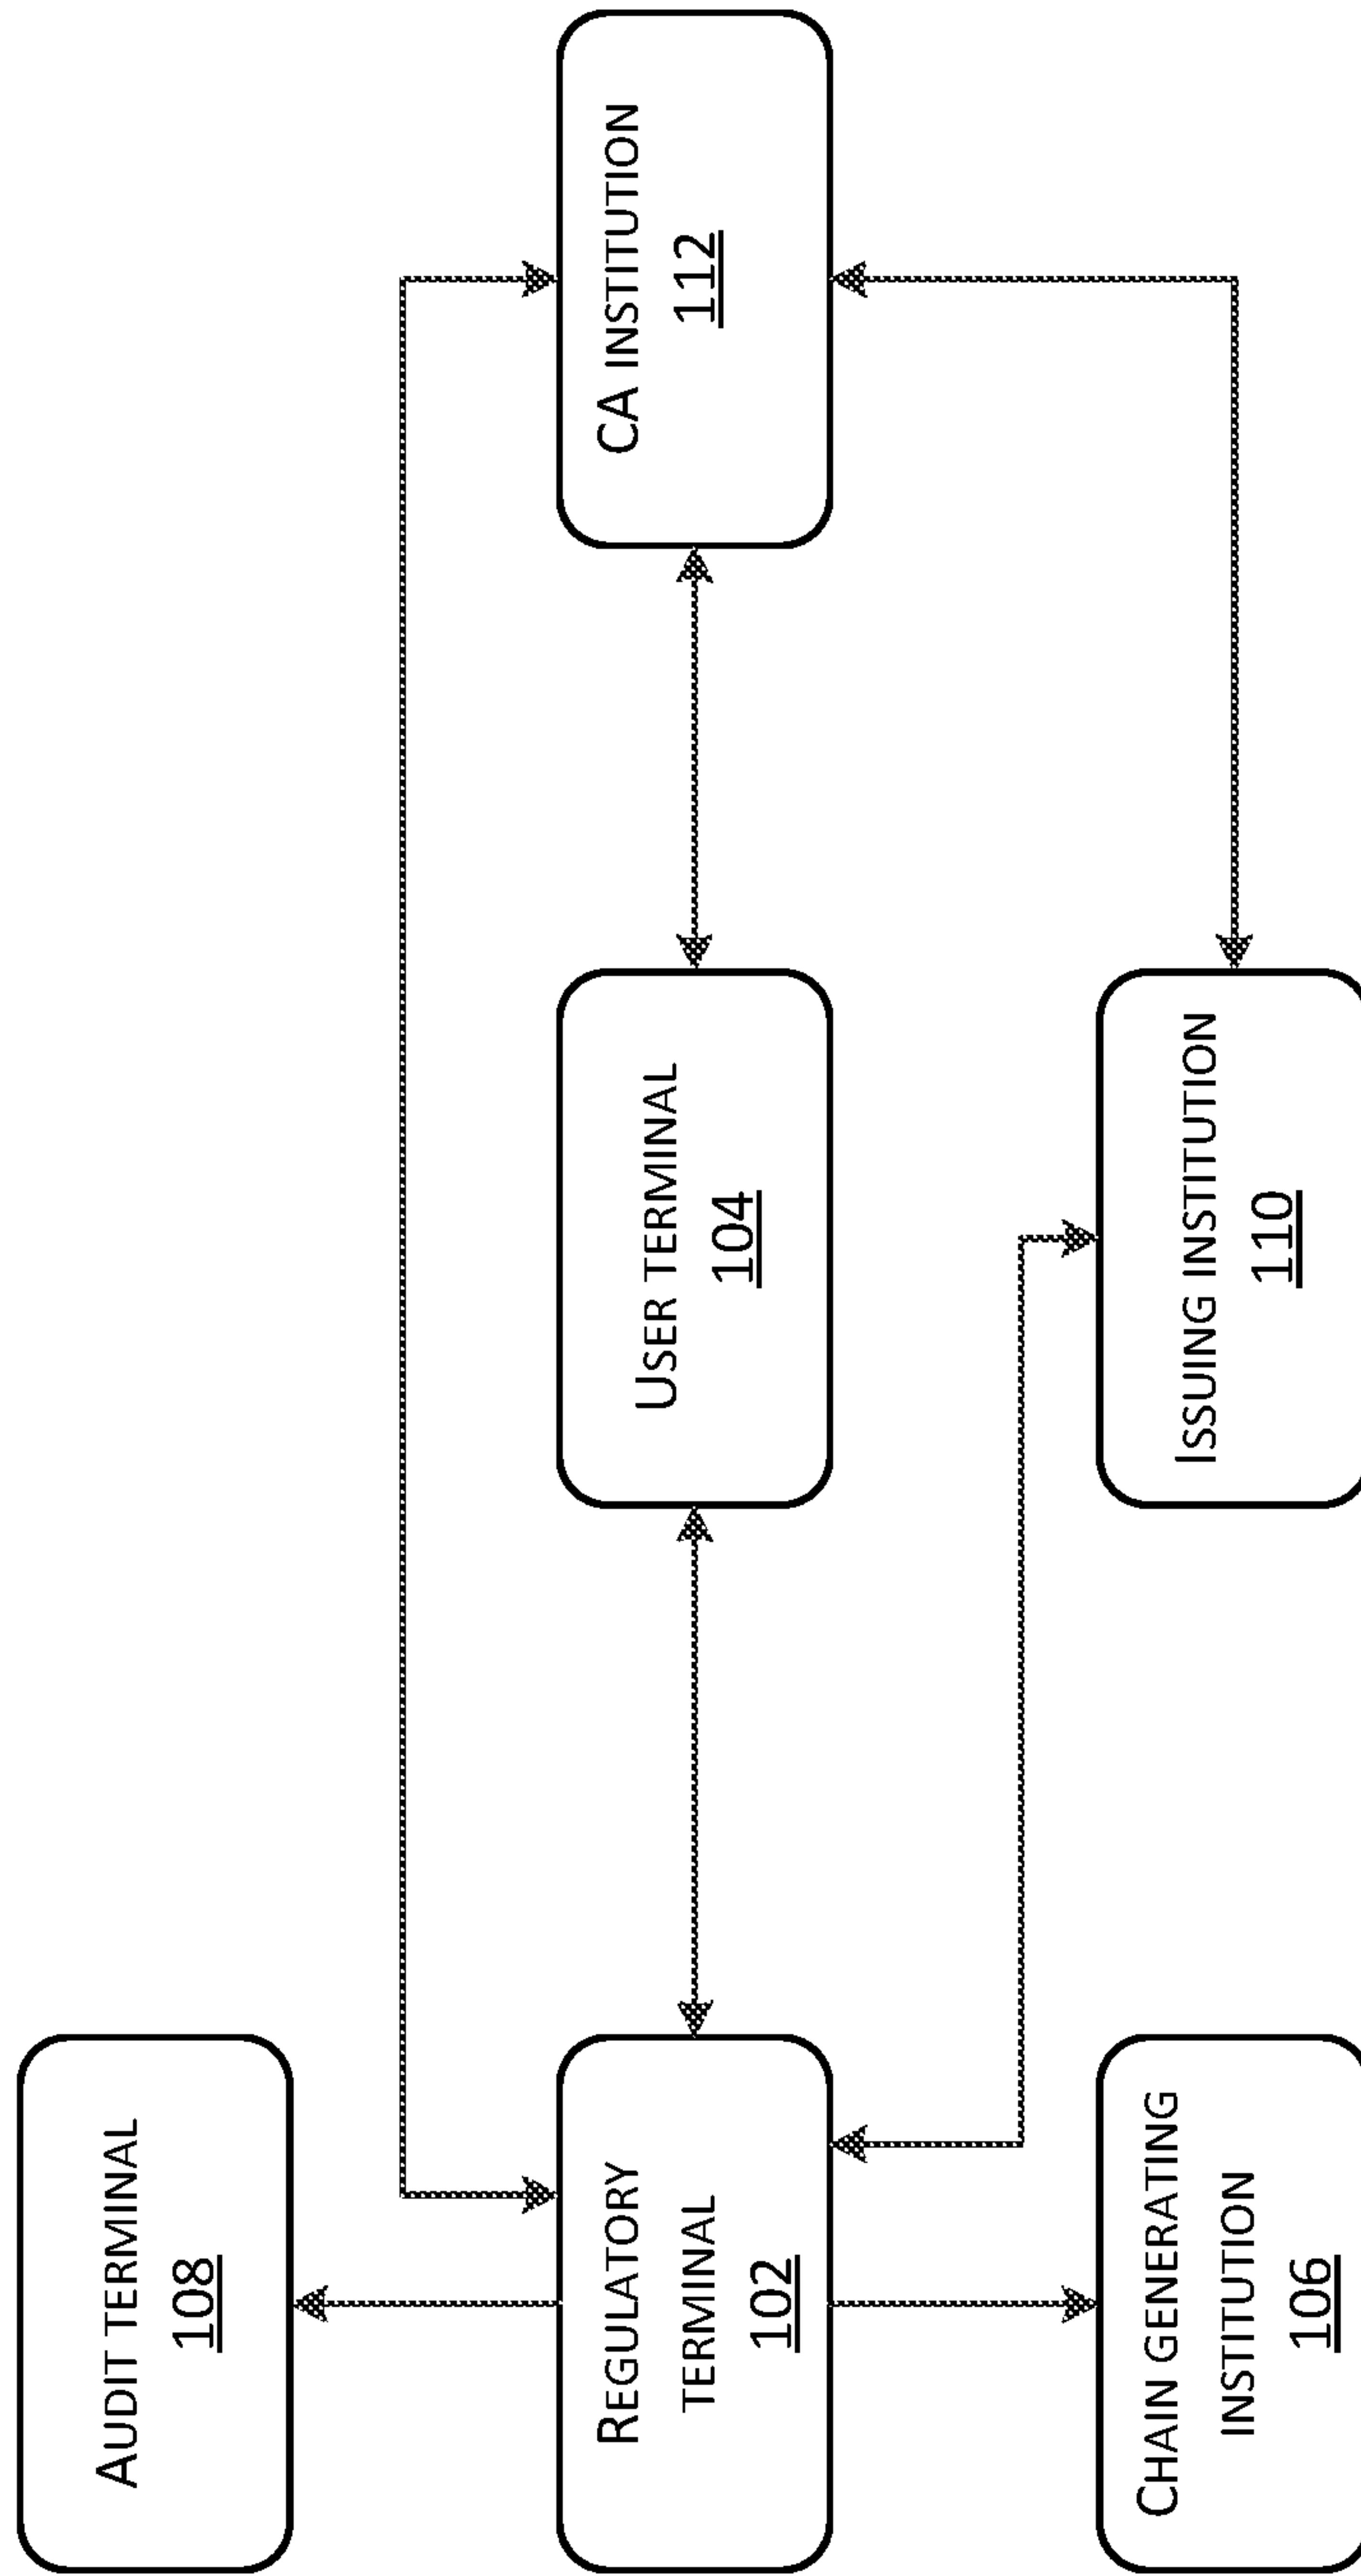 AUDIT TERMINAL
108
REGULATORY
TERMINAL
102
USER TERMINAL
104
CA INSTITUTION
112
CHAIN GENERATING
INSTITUTION
106
ISSUING INSTITUTION
110